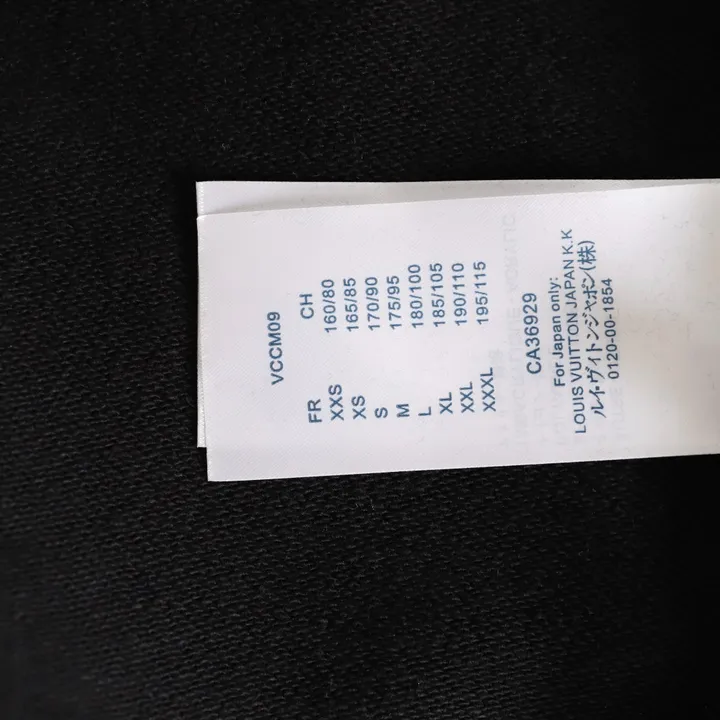 VCCM09
FR CH
XXS 160/80
XS 165/85
S 170/90
M 175/95
L 180/100
XL 185/105
XXL 190/110
XXXL 195/115
CA36929
For Japan only:
LOUIS VUITTON JAPAN K.K
ルイ・ヴィトンジャパン(株)
0120-00-1854